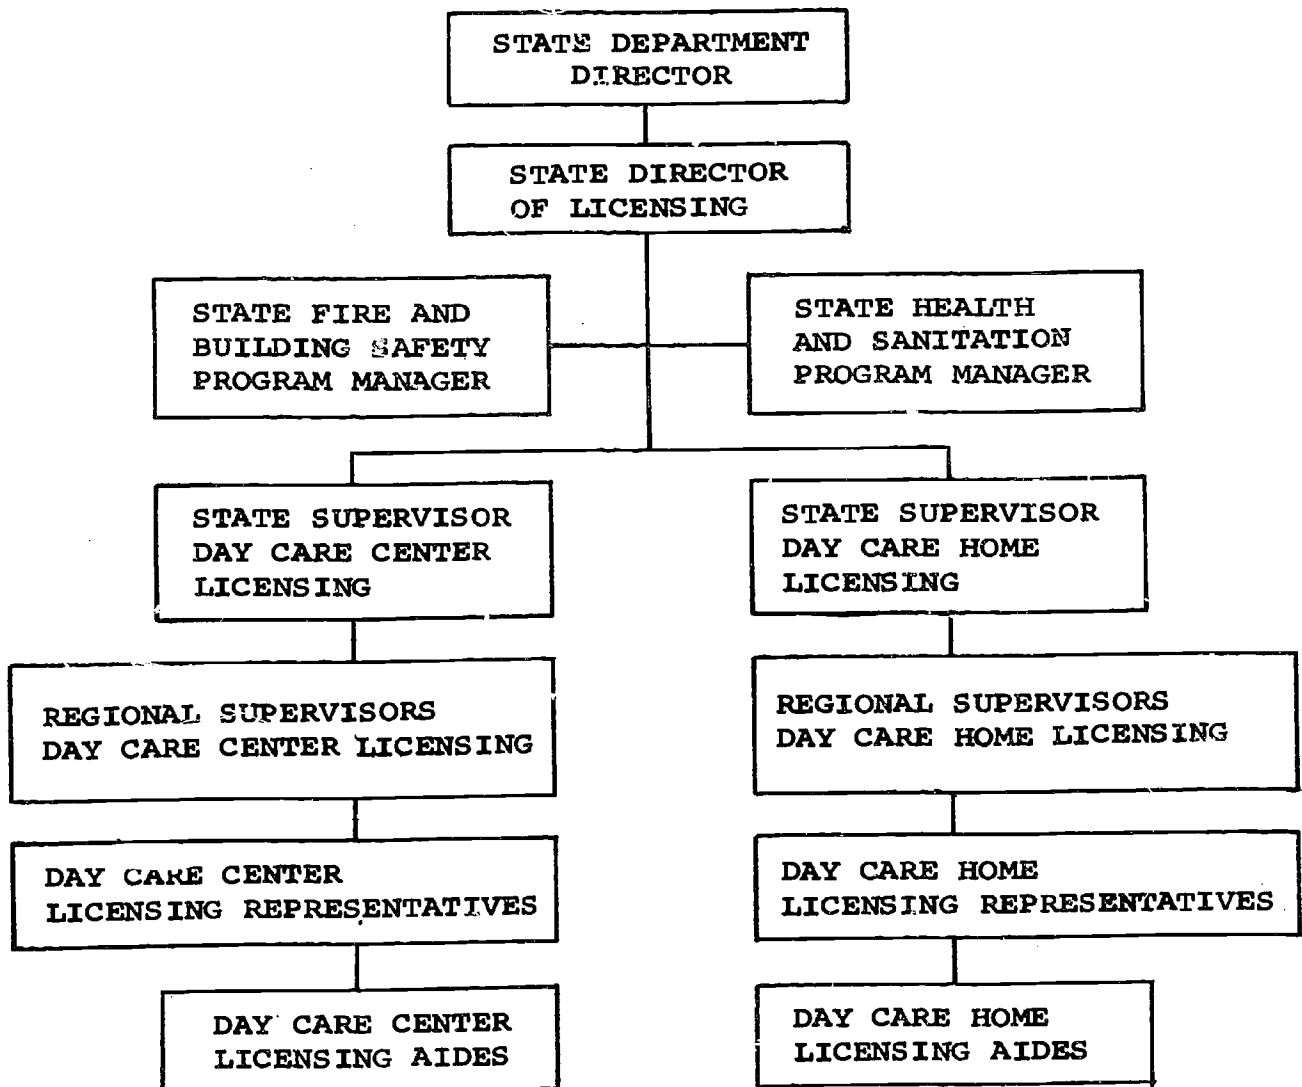 STATE DEPARTMENT
DIRECTOR
STATE DIRECTOR
OF LICENSING
STATE FIRE AND
BUILDING SAFETY
PROGRAM MANAGER
STATE HEALTH
AND SANITATION
PROGRAM MANAGER
STATE SUPERVISOR
DAY CARE CENTER
LICENSING
STATE SUPERVISOR
DAY CARE HOME
LICENSING
REGIONAL SUPERVISORS
DAY CARE CENTER LICENSING
REGIONAL SUPERVISORS
DAY CARE HOME LICENSING
DAY CARE CENTER
LICENSING REPRESENTATIVES
DAY CARE HOME
LICENSING REPRESENTATIVES
DAY CARE CENTER
LICENSING AIDES
DAY CARE HOME
LICENSING AIDES